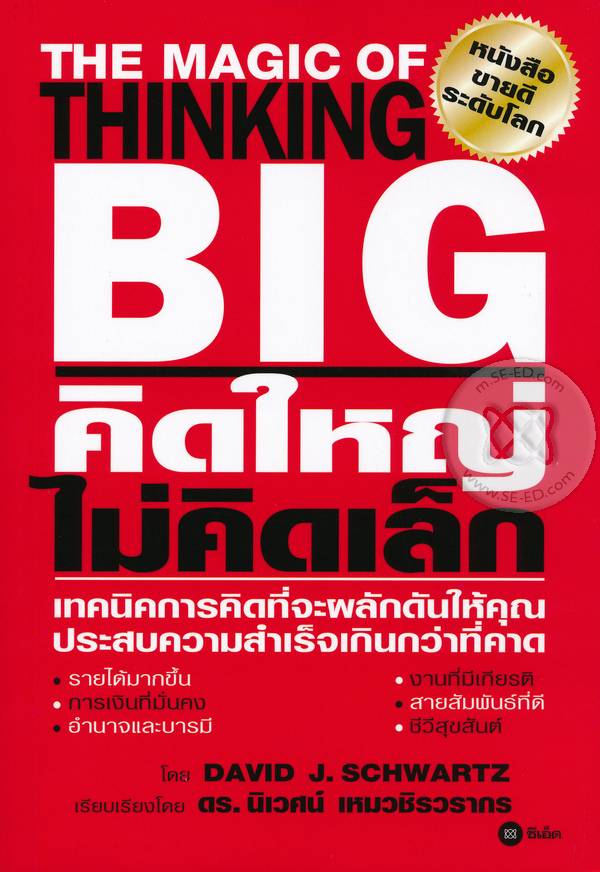 THE MAGIC OF
THINKING
BIG
หนังสือ
ขายดี
ระดับโลก
คิดใหญ่
ไม่คิดเล็ก
m.SE-ED.com
www.SE-ED.com
เทคนิคการคิดที่จะผลักดันให้คุณ
ประสบความสำเร็จเกินกว่าที่คาด
• รายได้มากขึ้น
• การเงินที่มั่นคง
• อำนาจและบารมี
• งานที่มีเกียรติ
• สายสัมพันธ์ที่ดี
• ชีวีสุขสันต์
โดย DAVID J. SCHWARTZ
เรียบเรียงโดย ดร. นิเวศน์ เหมวชิรวรากร
ซีเอ็ด